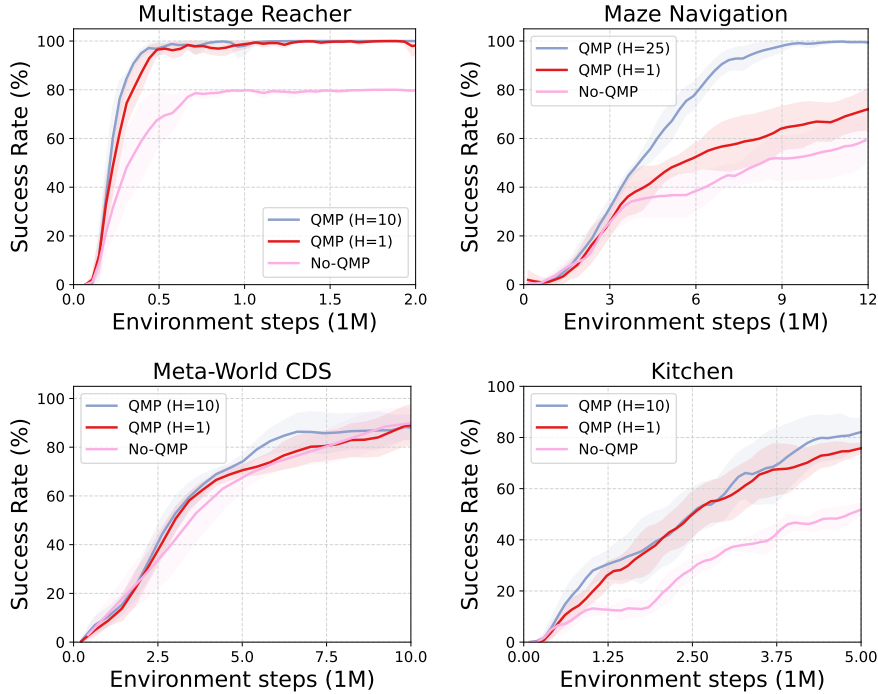 Multistage Reacher
Success Rate (%)
100
80
60
40
20
0
QMP (H=10)
QMP (H=1)
No-QMP
0.0 0.5 1.0 1.5 2.0
Environment steps (1M)
Maze Navigation
Success Rate (%)
100
80
60
40
20
0
QMP (H=25)
QMP (H=1)
No-QMP
0 3 6 9 12
Environment steps (1M)
Meta-World CDS
Success Rate (%)
100
80
60
40
20
0
QMP (H=10)
QMP (H=1)
No-QMP
0.0 2.5 5.0 7.5 10.0
Environment steps (1M)
Kitchen
Success Rate (%)
100
80
60
40
20
0
QMP (H=10)
QMP (H=1)
No-QMP
0.00 1.25 2.50 3.75 5.00
Environment steps (1M)